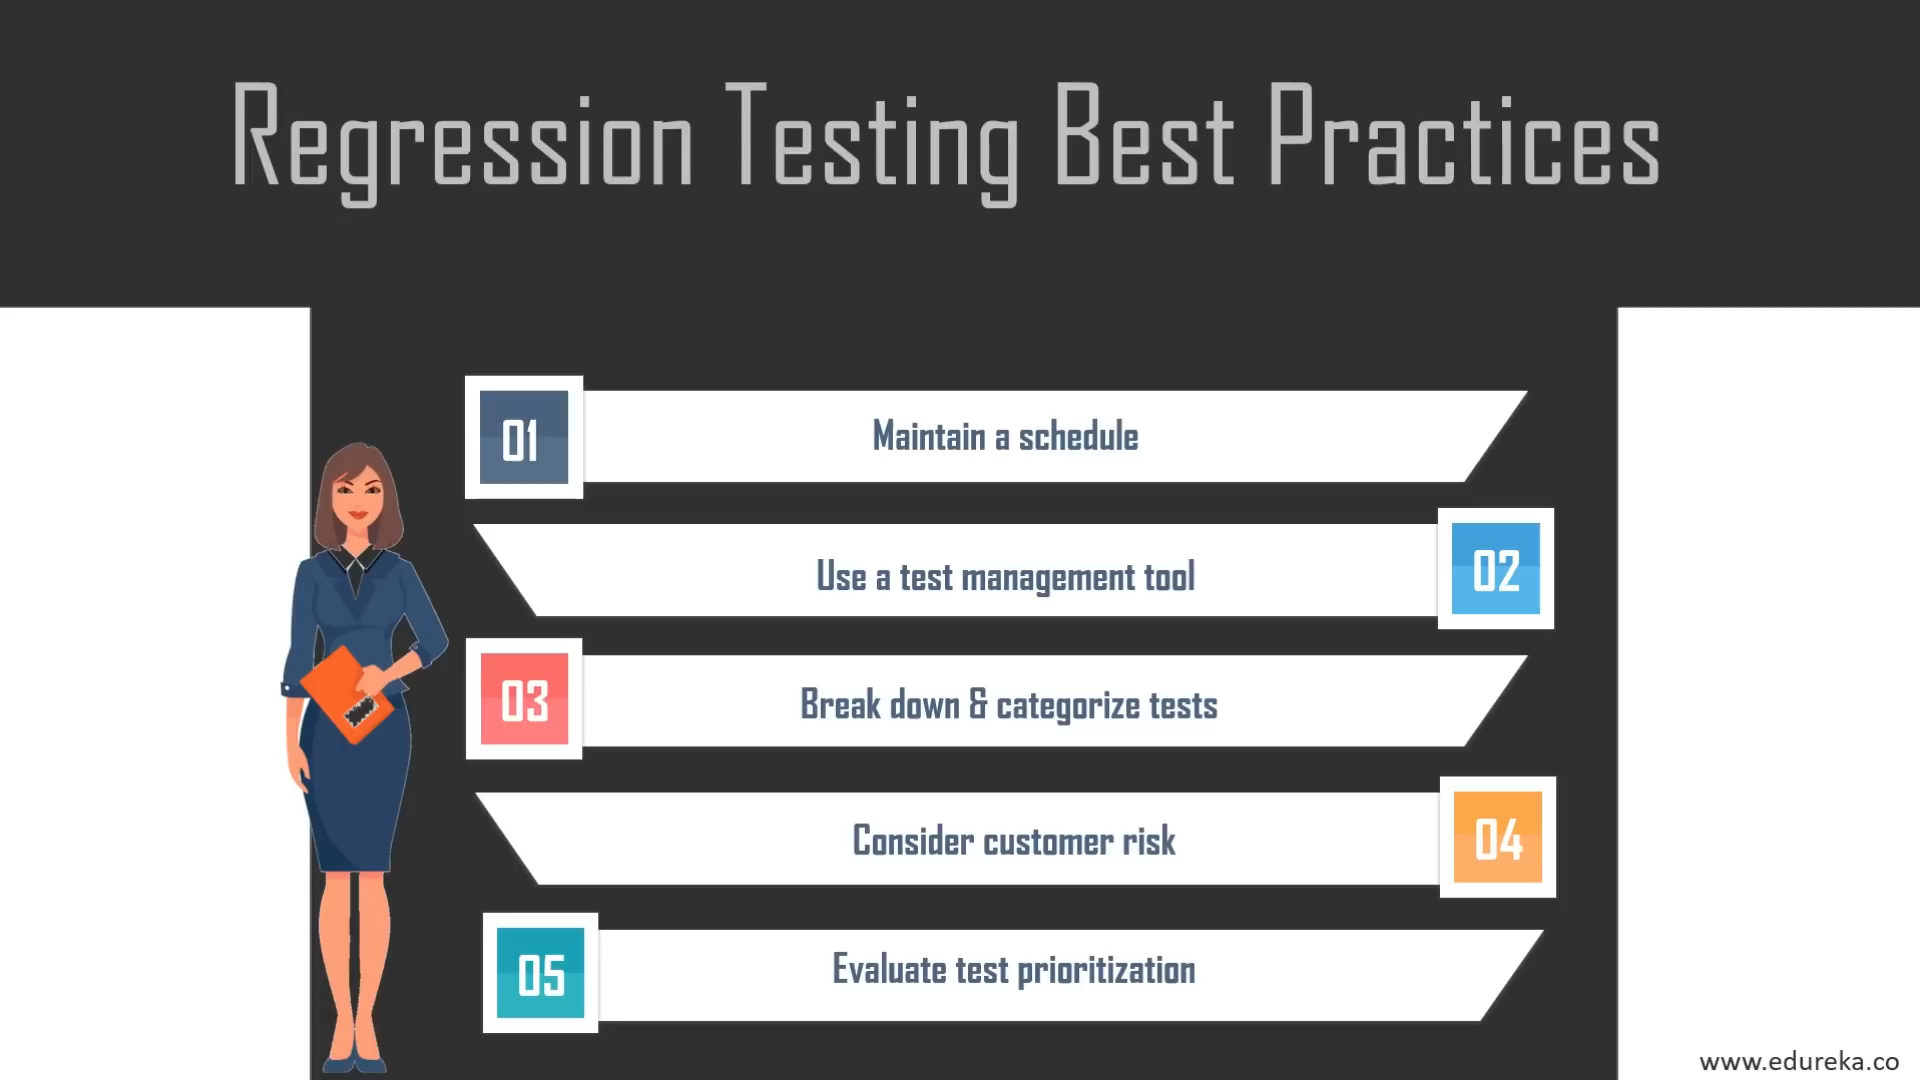 Regression Testing Best Practices
01
Maintain a schedule
Use a test management tool
02
03
Break down & categorize tests
Consider customer risk
04
05
Evaluate test prioritization
www.edureka.co